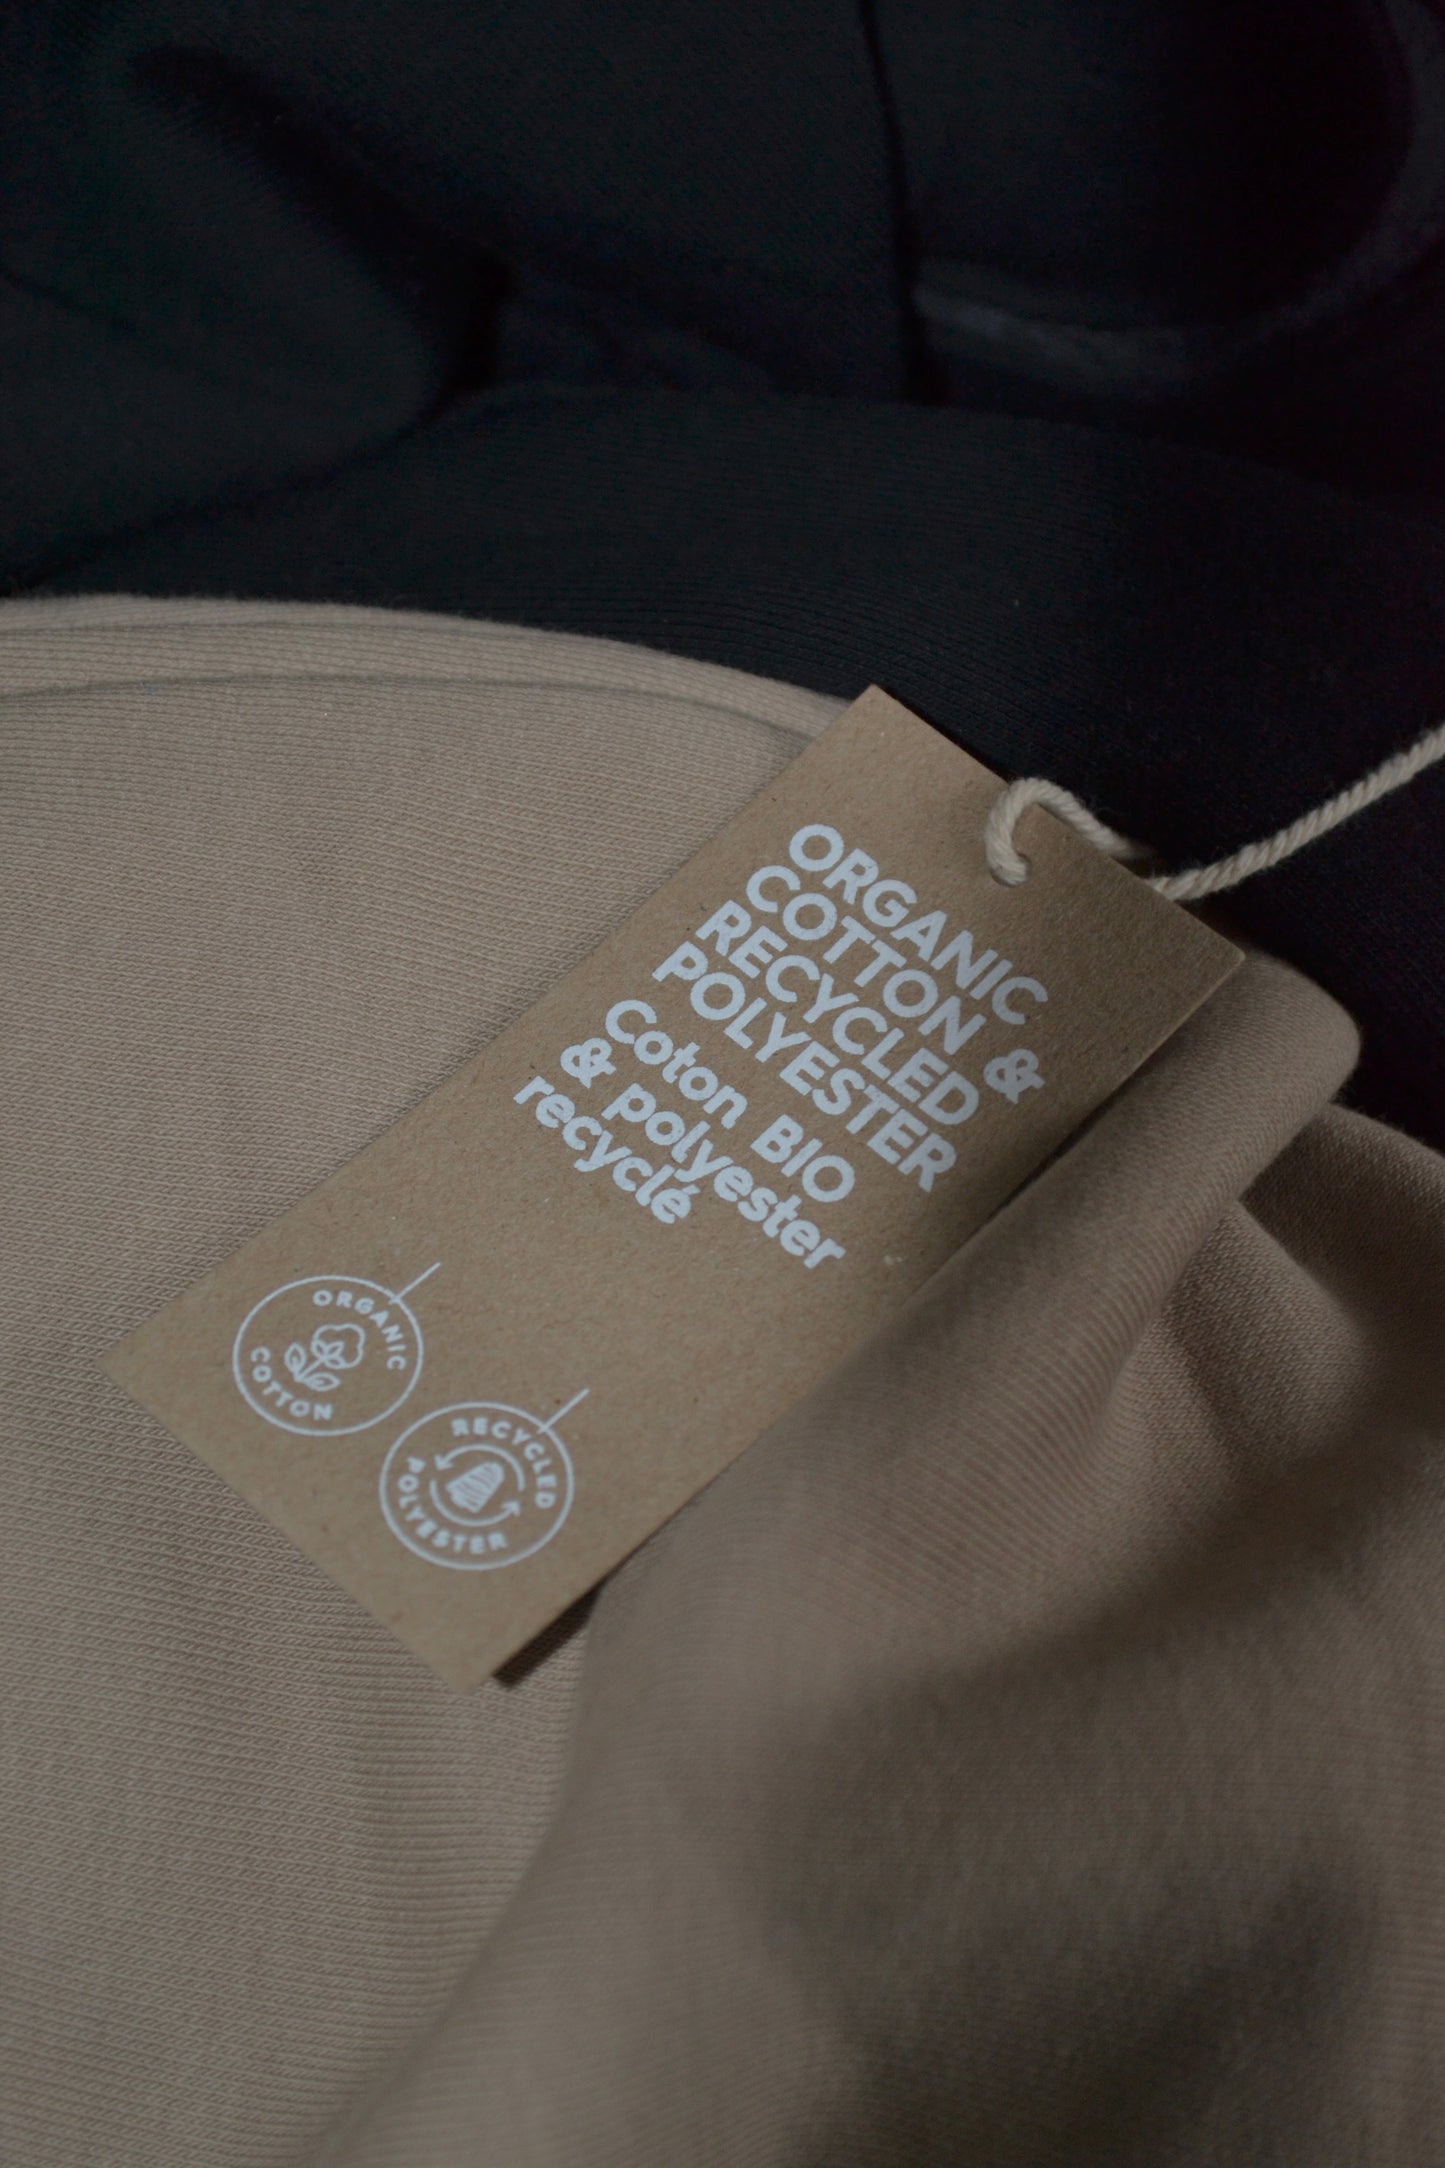 ORGANIC
COTTON &
RECYCLED
POLYESTER
Coton BIO
& polyester
recyclé
ORGANIC
COTTON
RECYCLED
POLYESTER